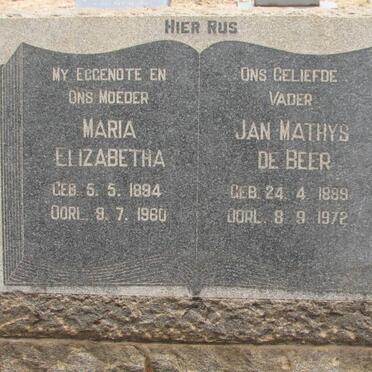 HIER RUS
MY EGGENOTE EN
ONS MOEDER
MARIA
ELIZABETHA
GEB. 5. 5. 1894
OORL. 9. 7. 1960
ONS GELIEFDE
VADER
JAN MATHYS
DE BEER
GEB. 24. 4. 1889
OORL. 8. 9. 1972